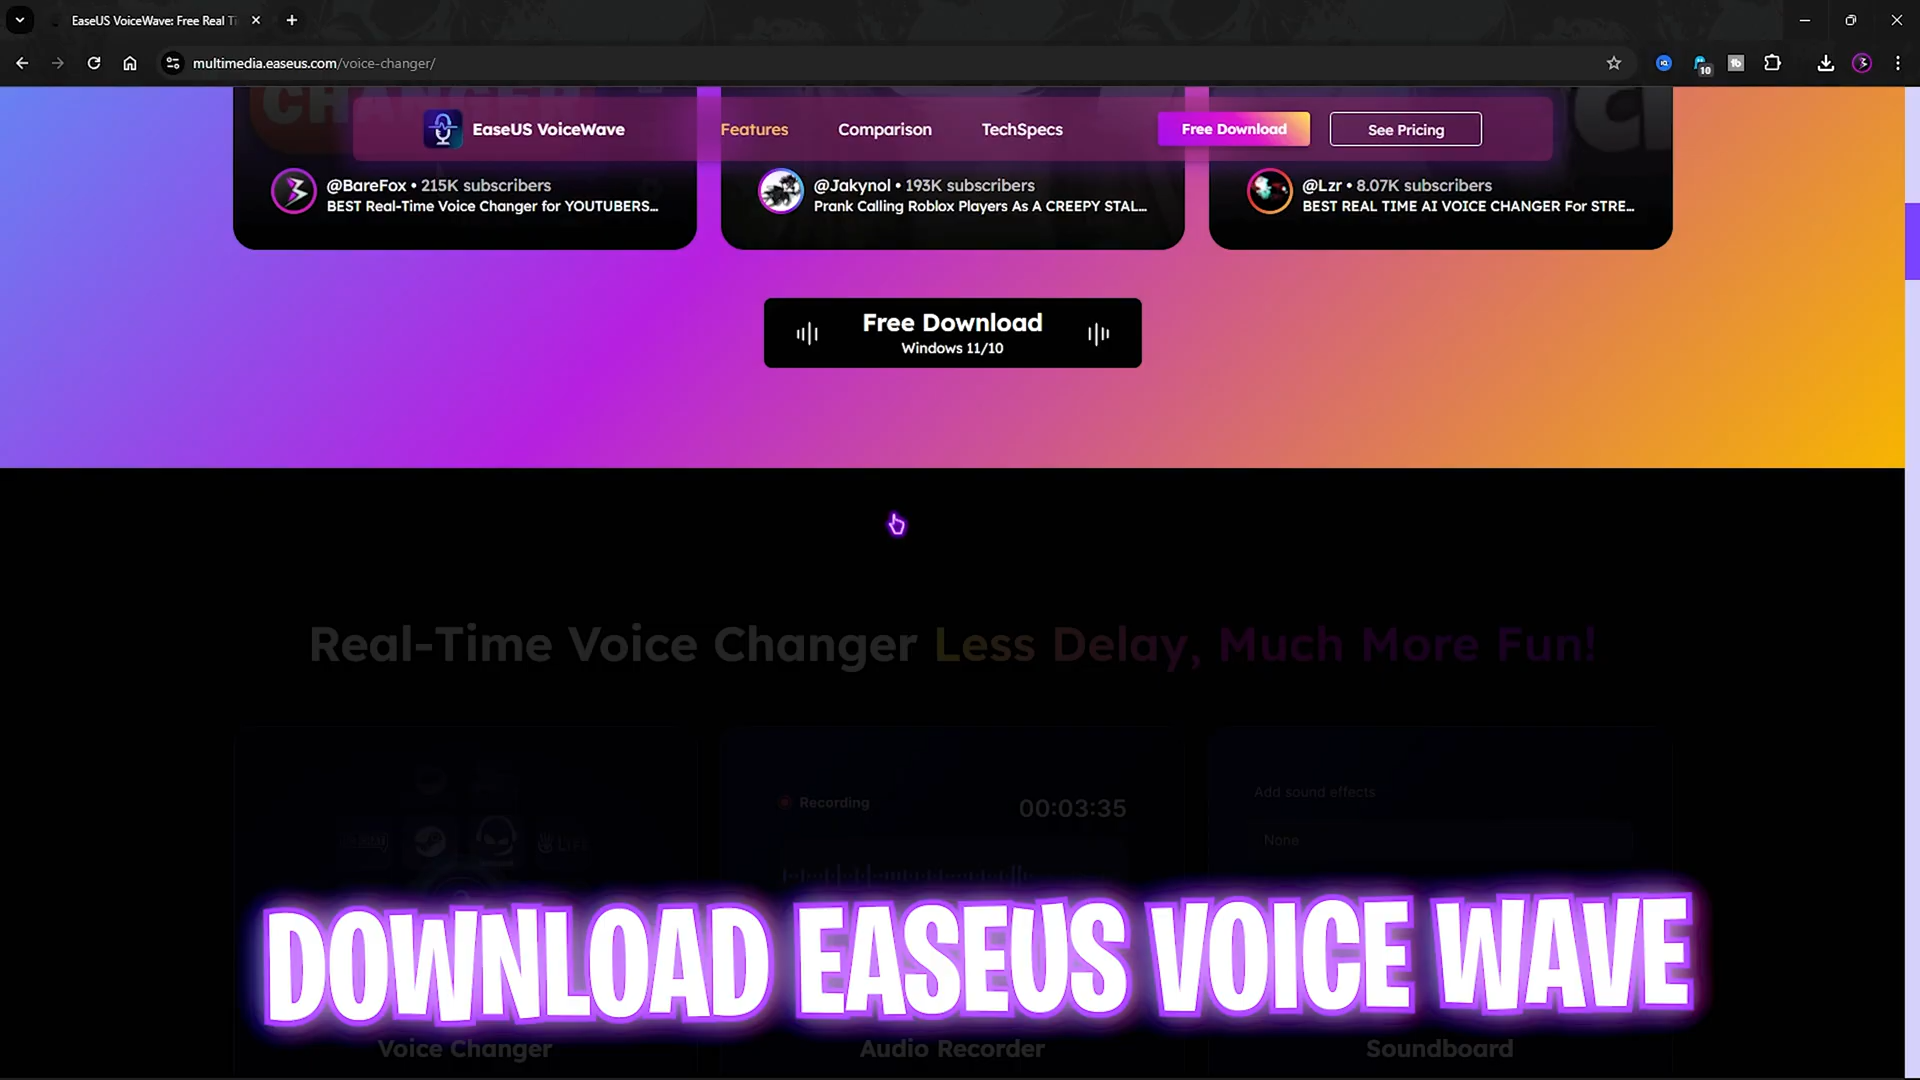 EaseUS VoiceWave: Free Real Ti
multimedia.easeus.com/voice-changer/
10
CHANGER
EaseUS VoiceWave
Features
Comparison
TechSpecs
Free Download
See Pricing
@BareFox • 215K subscribers
BEST Real-Time Voice Changer for YOUTUBERS...
@Jakynol • 193K subscribers
Prank Calling Roblox Players As A CREEPY STAL...
@Lzr • 8.07K subscribers
BEST REAL TIME AI VOICE CHANGER For STRE...
Free Download
Windows 11/10
Real-Time Voice Changer Less Delay, Much More Fun!
Recording
00:03:35
Add sound effects
None
DOWNLOAD EASEUS VOICE WAVE
Voice Changer
Audio Recorder
Soundboard